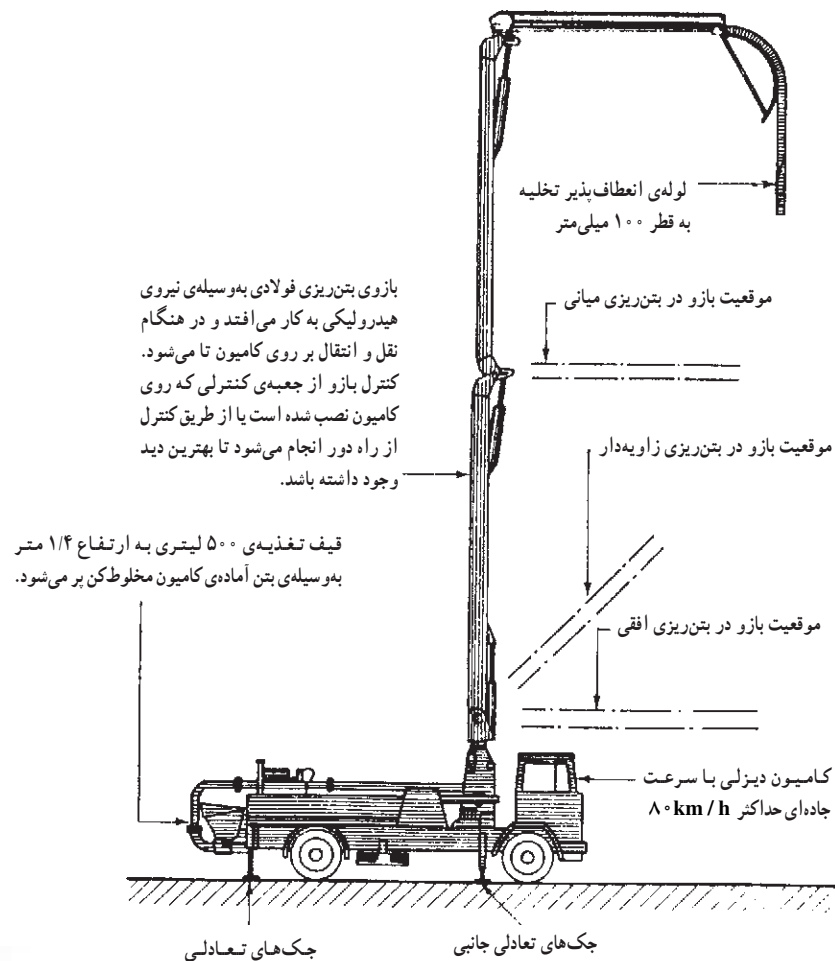 لوله‌ی انعطاف‌پذیر تخلیه
به قطر ۱۰۰ میلی‌متر
بازوی بتن‌ریزی فولادی به‌وسیله‌ی نیروی
هیدرولیکی به کار می‌افتد و در هنگام
نقل و انتقال بر روی کامیون تا می‌شود.
کنترل بازو از جعبه‌ی کنترلی که روی
کامیون نصب شده است یا از طریق کنترل
از راه دور انجام می‌شود تا بهترین دید
وجود داشته باشد.
موقعیت بازو در بتن‌ریزی میانی
موقعیت بازو در بتن‌ریزی زاویه‌دار
قیف تغذیه‌ی ۵۰۰ لیتری به ارتفاع ۱/۴ متر
به‌وسیله‌ی بتن آماده‌ی کامیون مخلوط‌کن پر می‌شود.
موقعیت بازو در بتن‌ریزی افقی
کامیون دیزلی با سرعت
جاده‌ای حداکثر ۸۰km / h
جک‌های تعادلی جانبی
جک‌های تعادلی